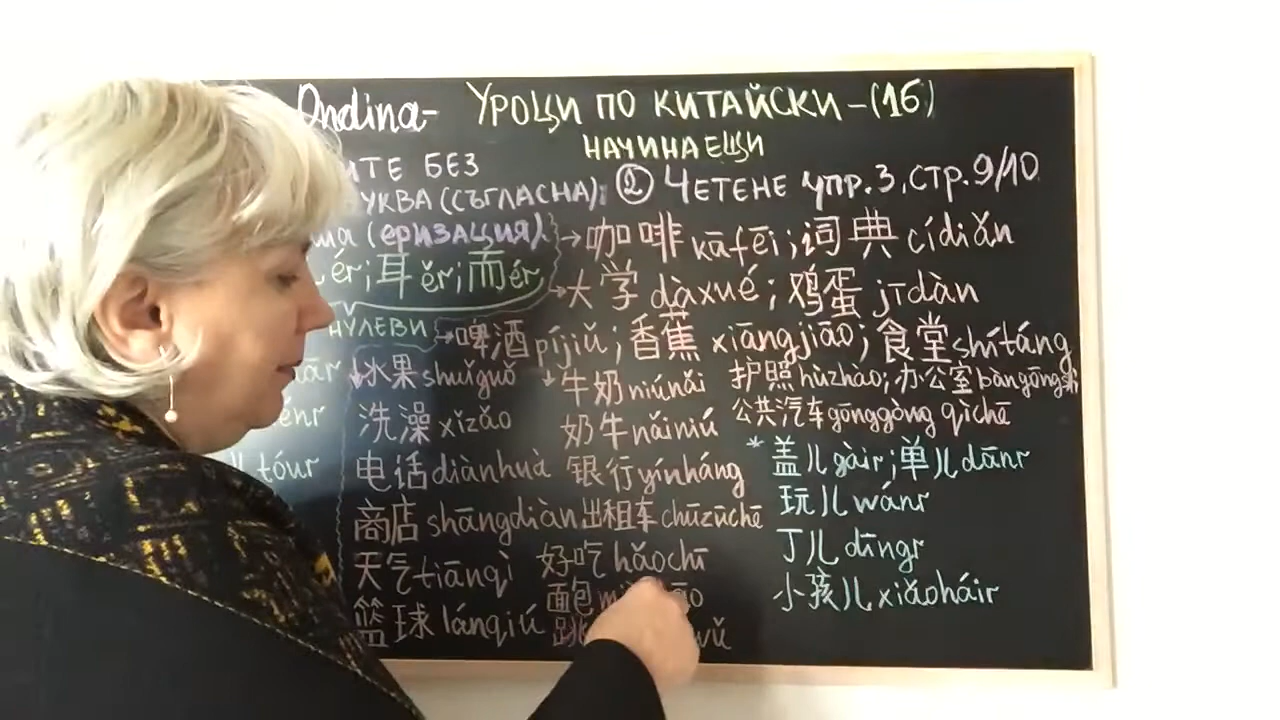 Ondina- УРОЦИ ПО КИТАЙСКИ-(16)
НАЧИНАЕЩИ
ИТЕ БЕЗ
БУКВА (СЪГЛАСНА); ② ЧЕТЕНЕ упр.3, стр.9/10
(ЕРИЗАЦИЯ) → 咖啡 kāfēi; 词典 cídiǎn
ér; 耳 ěr; 而 ér → 大学 dàxué; 鸡蛋 jīdàn
НУЛЕВИ → 啤酒 píjiǔ; 香蕉 xiāngjiāo; 食堂 shítáng
水果 shuǐguǒ 牛奶 niúnǎi 护照 hùzhào; 办公室 bàngōngshì
洗澡 xǐzǎo 奶牛 nǎiniú 公共汽车 gōnggòng qìchē
儿 tóur 电话 diànhuà 银行 yínháng * 盖儿 gàir; 单儿 dānr
商店 shāngdiàn 出租车 chūzūchē 玩儿 wánr
天气 tiānqì 好吃 hǎochī 丁儿 dīngr
篮球 lánqiú 面包 小孩儿 xiǎoháir